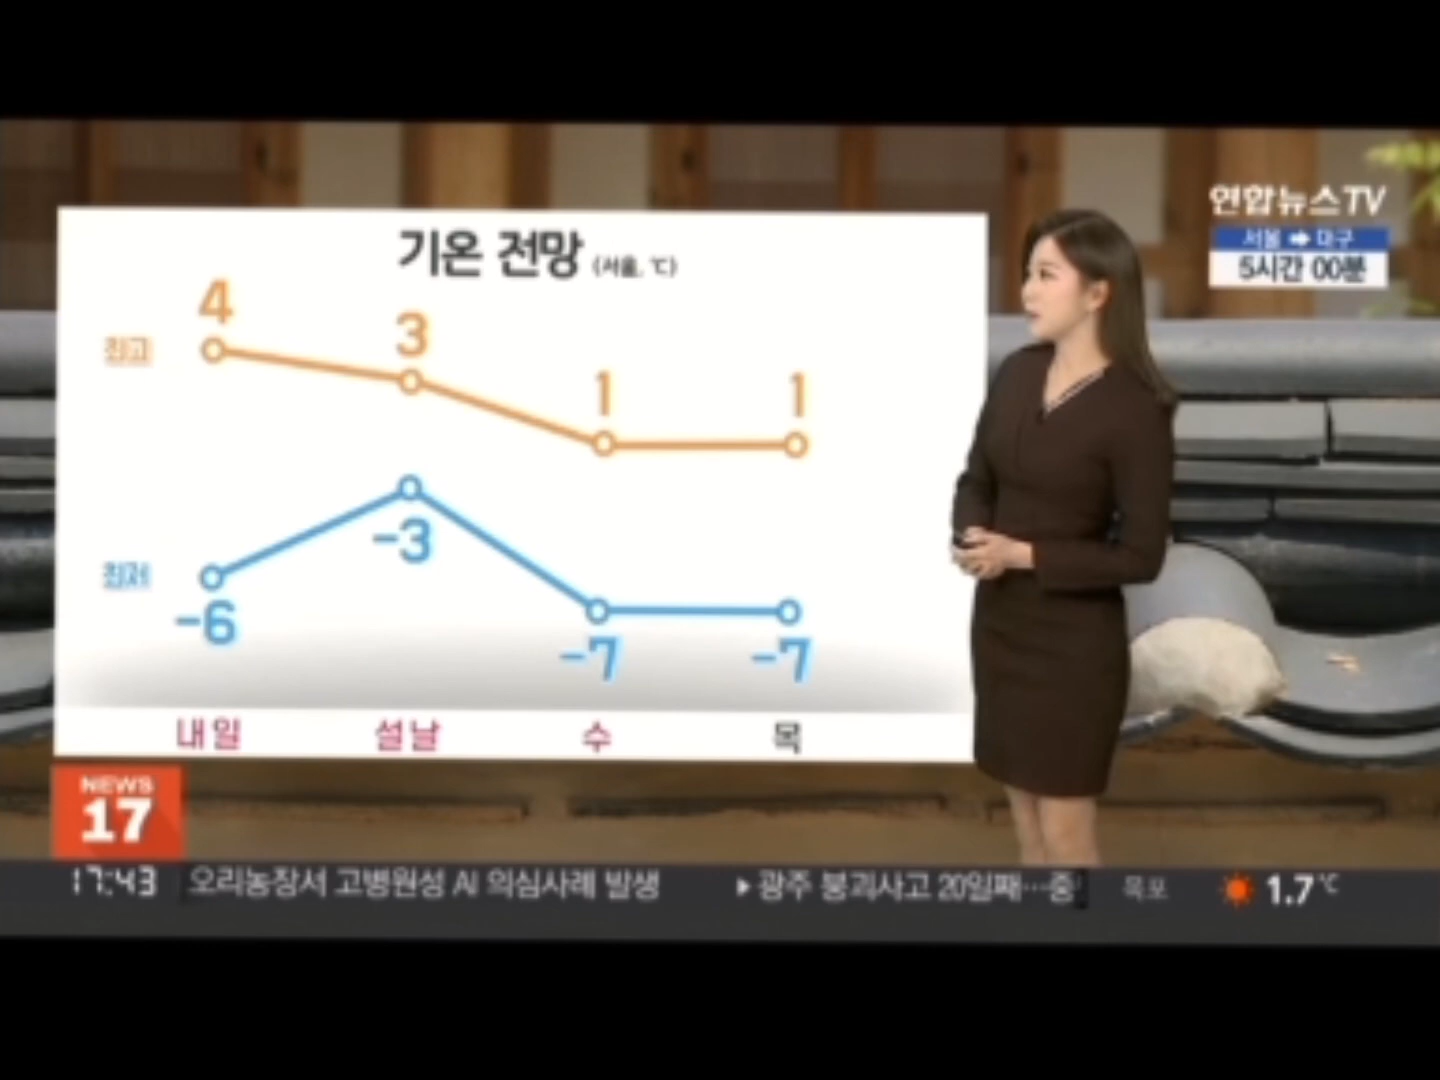 기온 전망 (서울, ℃)
연합뉴스TV
서울 ➡ 대구
5시간 00분
최고
4
3
1
1
최저
-6
-3
-7
-7
내일
설날
수
목
NEWS
17
17:43
오리농장서 고병원성 AI 의심사례 발생
▶광주 붕괴사고 20일째…중
목포
1.7℃